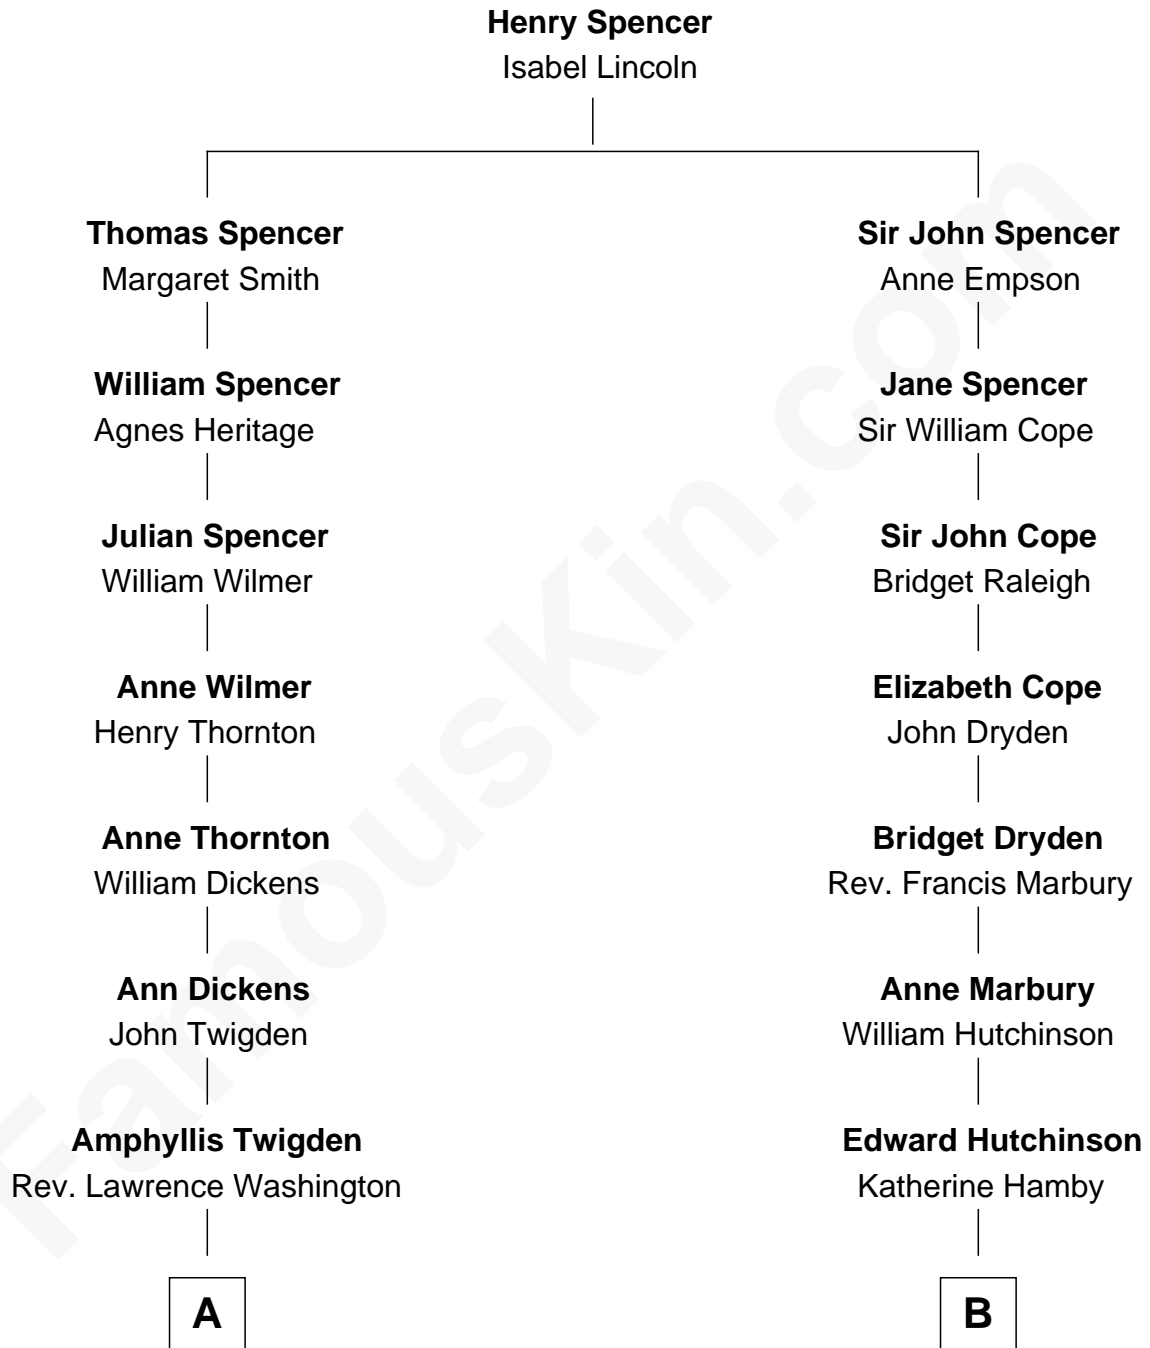 Henry Spencer
Isabel Lincoln
Thomas Spencer
Margaret Smith
William Spencer
Agnes Heritage
Julian Spencer
William Wilmer
Anne Wilmer
Henry Thornton
Anne Thornton
William Dickens
Ann Dickens
John Twigden
Amphyllis Twigden
Rev. Lawrence Washington
A
Sir John Spencer
Anne Empson
Jane Spencer
Sir William Cope
Sir John Cope
Bridget Raleigh
Elizabeth Cope
John Dryden
Bridget Dryden
Rev. Francis Marbury
Anne Marbury
William Hutchinson
Edward Hutchinson
Katherine Hamby
B
FamousKin.com